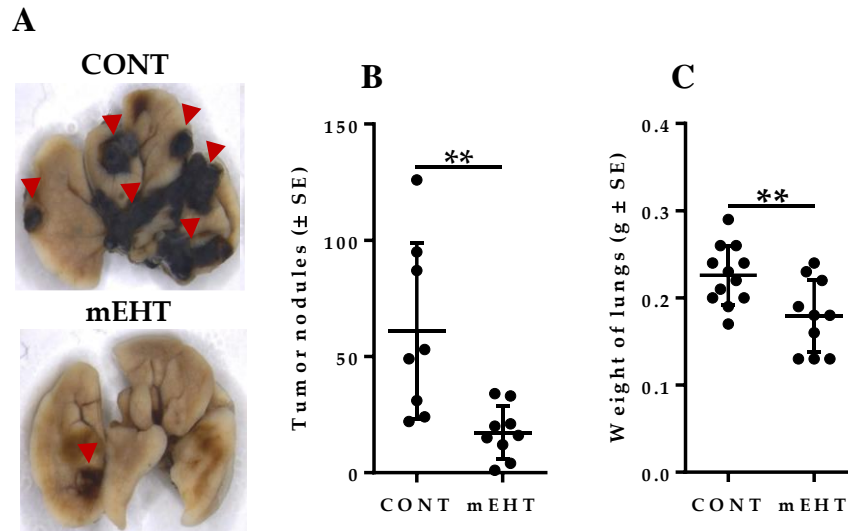 A
CONT
mEHT
B
Tumor nodules (± SE)
150
100
50
0
**
CONT mEHT
C
Weight of lungs (g ± SE)
0.4
0.3
0.2
0.1
0.0
**
CONT mEHT